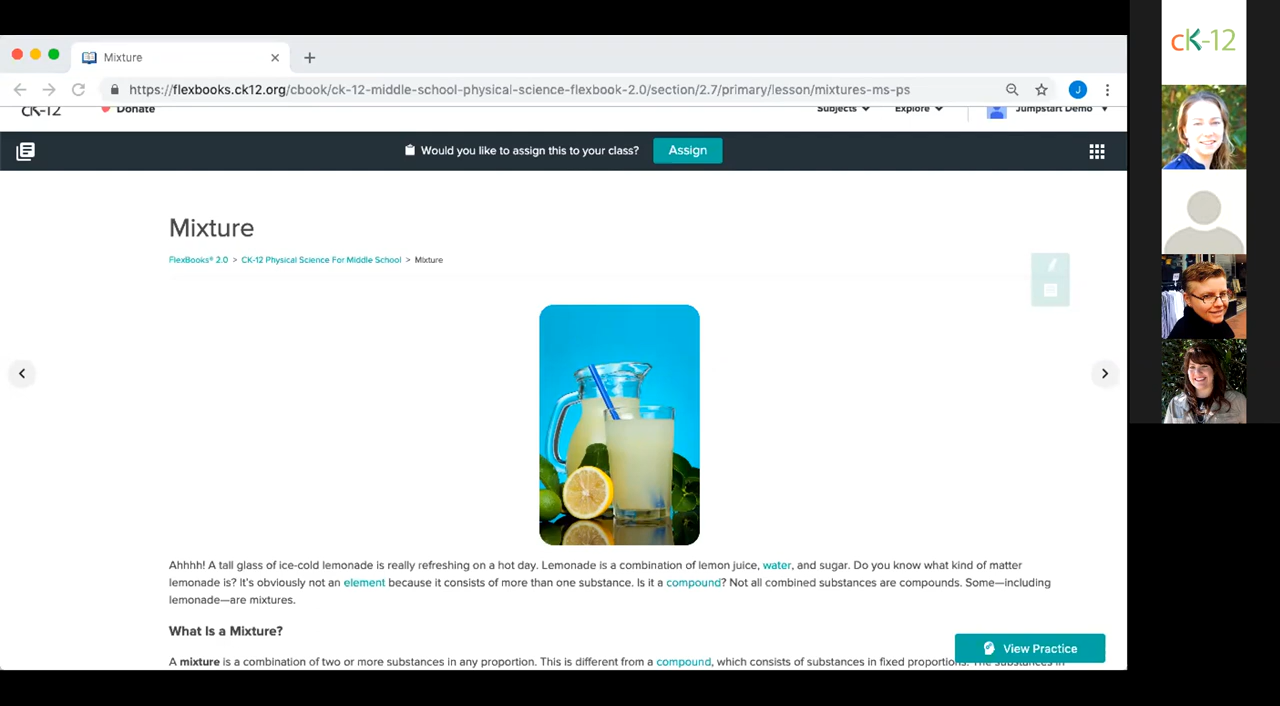 cK-12
Mixture
https://flexbooks.ck12.org/cbook/ck-12-middle-school-physical-science-flexbook-2.0/section/2.7/primary/lesson/mixtures-ms-ps
J
cK-12 Donate Subjects Explore Jumpstart Demo
Would you like to assign this to your class? Assign
Mixture
FlexBooks® 2.0 > CK-12 Physical Science For Middle School > Mixture
Ahhhh! A tall glass of ice-cold lemonade is really refreshing on a hot day. Lemonade is a combination of lemon juice, water, and sugar. Do you know what kind of matter
lemonade is? It's obviously not an element because it consists of more than one substance. Is it a compound? Not all combined substances are compounds. Some—including
lemonade—are mixtures.
What Is a Mixture?
View Practice
A mixture is a combination of two or more substances in any proportion. This is different from a compound, which consists of substances in fixed proportions. The substances in